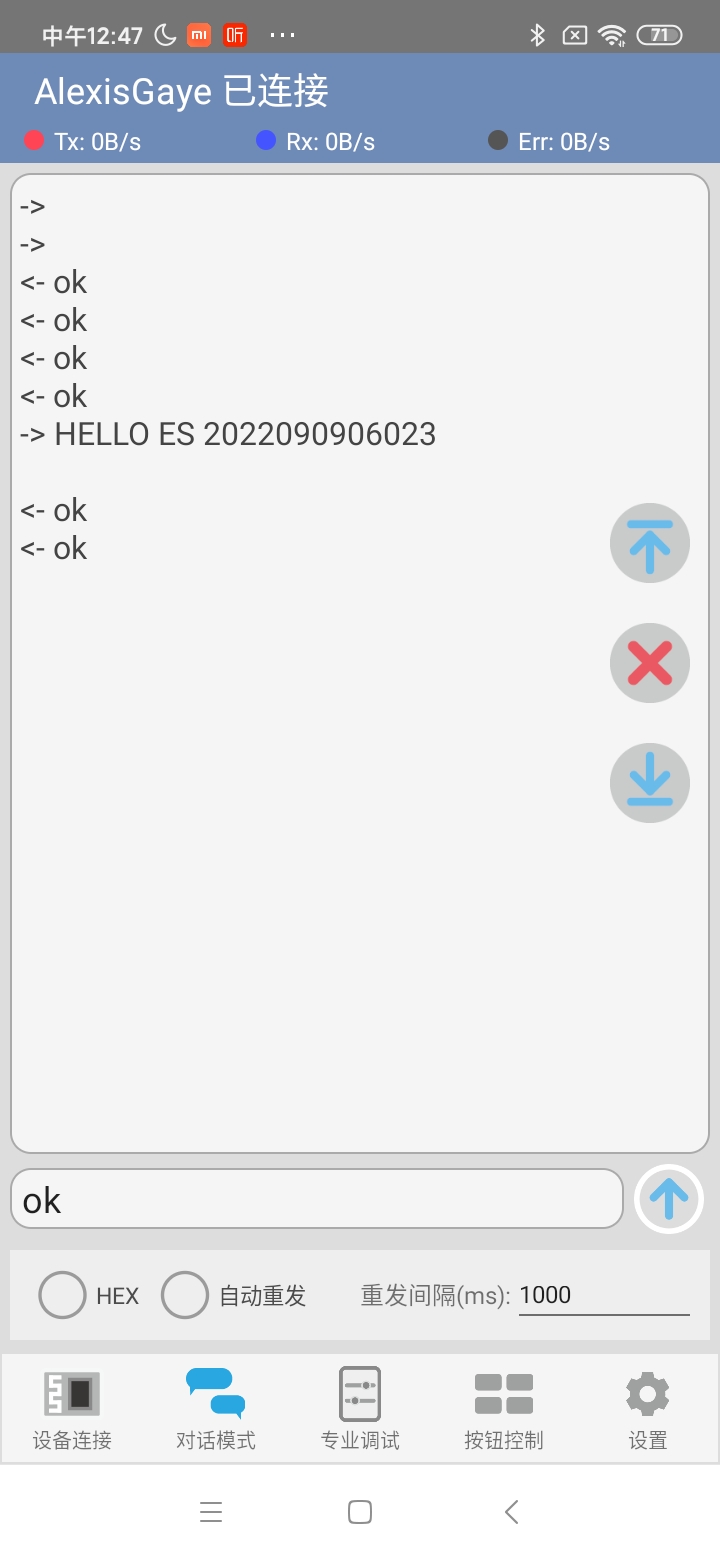 中午12:47
71
AlexisGaye 已连接
Tx: 0B/s Rx: 0B/s Err: 0B/s
->
->
<- ok
<- ok
<- ok
<- ok
-> HELLO ES 2022090906023
<- ok
<- ok
ok
HEX 自动重发 重发间隔(ms): 1000
设备连接 对话模式 专业调试 按钮控制 设置